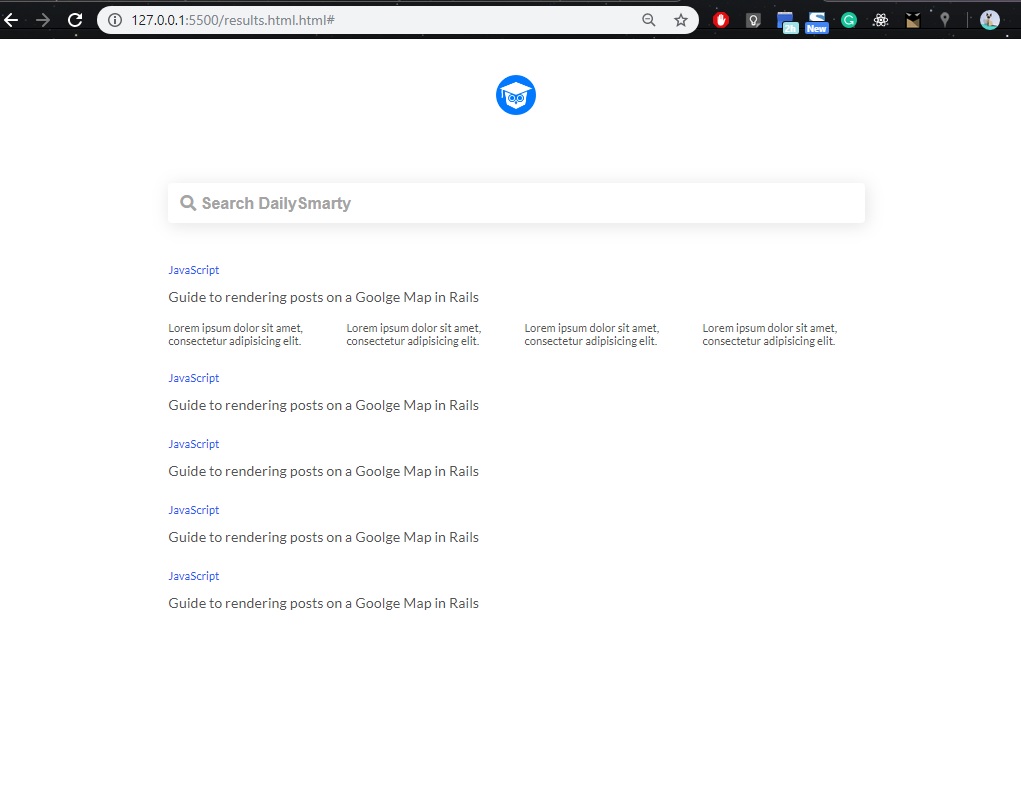 127.0.0.1:5500/results.html.html#
2h
New
Search DailySmarty
JavaScript
Guide to rendering posts on a Goolge Map in Rails
Lorem ipsum dolor sit amet,
consectetur adipisicing elit.
Lorem ipsum dolor sit amet,
consectetur adipisicing elit.
Lorem ipsum dolor sit amet,
consectetur adipisicing elit.
Lorem ipsum dolor sit amet,
consectetur adipisicing elit.
JavaScript
Guide to rendering posts on a Goolge Map in Rails
JavaScript
Guide to rendering posts on a Goolge Map in Rails
JavaScript
Guide to rendering posts on a Goolge Map in Rails
JavaScript
Guide to rendering posts on a Goolge Map in Rails